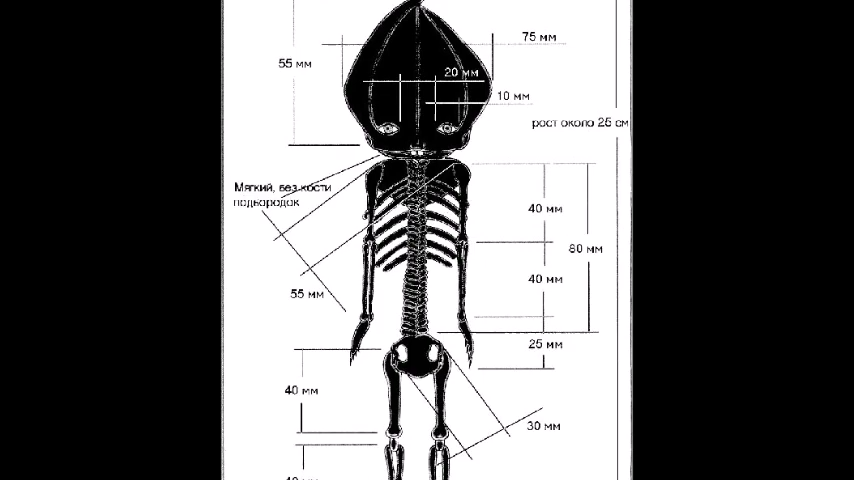 75 мм
55 мм
20 мм
10 мм
рост около 25 см
Мягкий, без кости
подбородок
40 мм
80 мм
40 мм
55 мм
25 мм
40 мм
30 мм